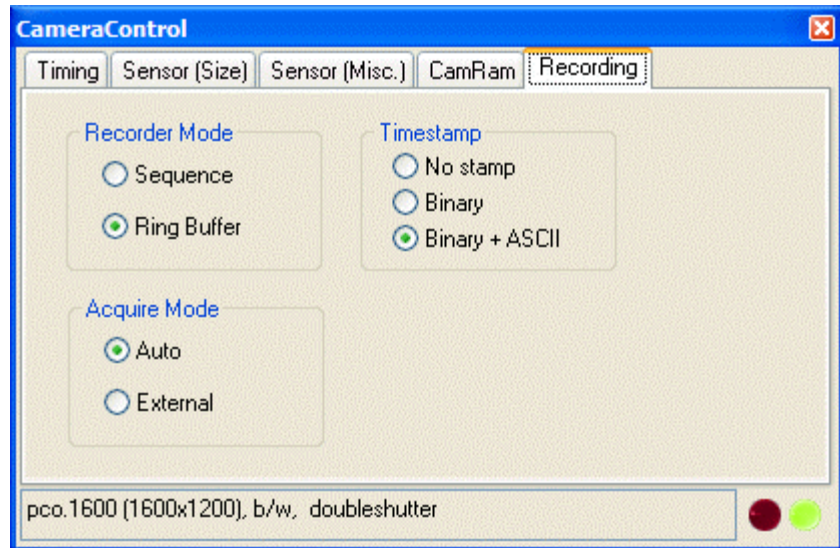 CameraControl
Timing Sensor (Size) Sensor (Misc.) CamRam Recording
Recorder Mode
Sequence
Ring Buffer
Timestamp
No stamp
Binary
Binary + ASCII
Acquire Mode
Auto
External
pco.1600 (1600x1200), b/w, doubleshutter